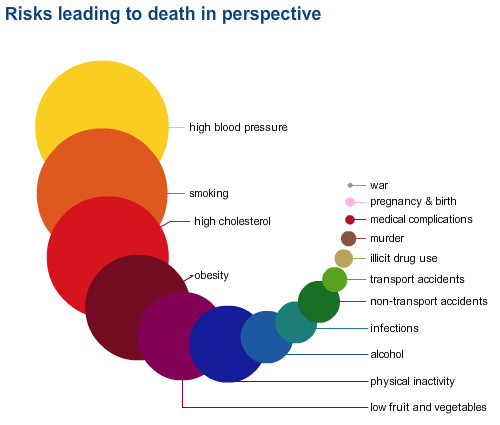 Risks leading to death in perspective
high blood pressure
smoking
high cholesterol
obesity
war
pregnancy & birth
medical complications
murder
illicit drug use
transport accidents
non-transport accidents
infections
alcohol
physical inactivity
low fruit and vegetables